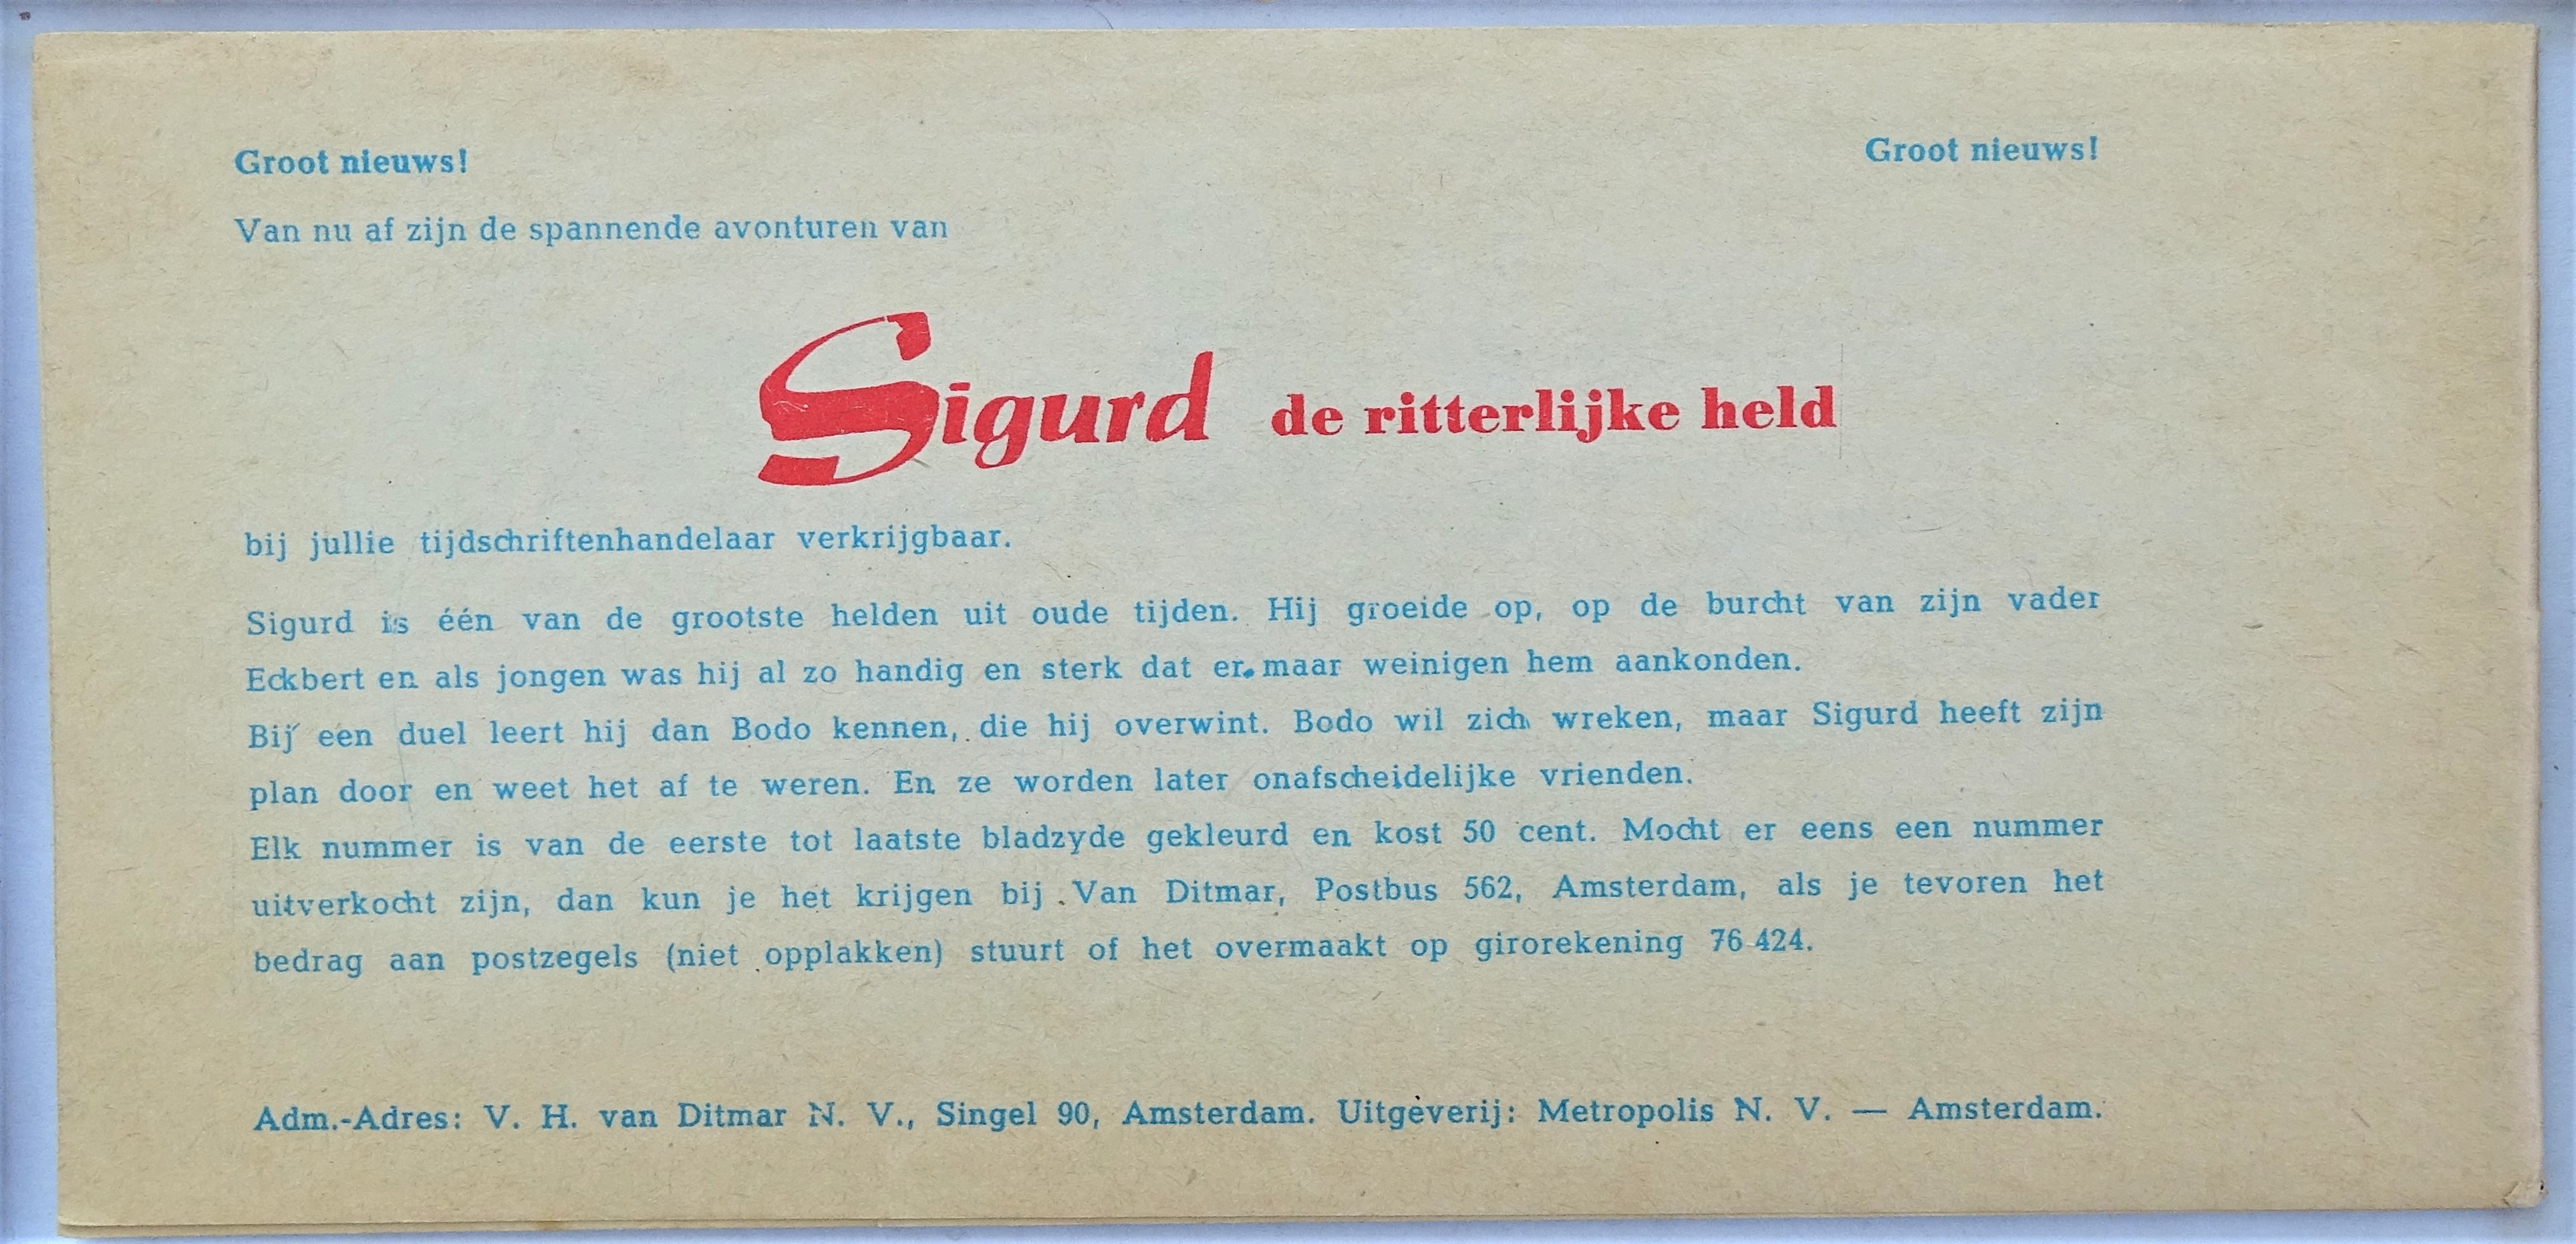 Groot nieuws! Groot nieuws!
Van nu af zijn de spannende avonturen van
Sigurd de ritterlijke held
bij jullie tijdschriftenhandelaar verkrijgbaar.
Sigurd is één van de grootste helden uit oude tijden. Hij groeide op, op de burcht van zijn vader
Eckbert en als jongen was hij al zo handig en sterk dat er maar weinigen hem aankonden.
Bij een duel leert hij dan Bodo kennen, die hij overwint. Bodo wil zich wreken, maar Sigurd heeft zijn
plan door en weet het af te weren. En ze worden later onafscheidelijke vrienden.
Elk nummer is van de eerste tot laatste bladzyde gekleurd en kost 50 cent. Mocht er eens een nummer
uitverkocht zijn, dan kun je het krijgen bij Van Ditmar, Postbus 562, Amsterdam, als je tevoren het
bedrag aan postzegels (niet opplakken) stuurt of het overmaakt op girorekening 76 424.
Adm.-Adres: V. H. van Ditmar N. V., Singel 90, Amsterdam. Uitgeverij: Metropolis N. V. — Amsterdam.